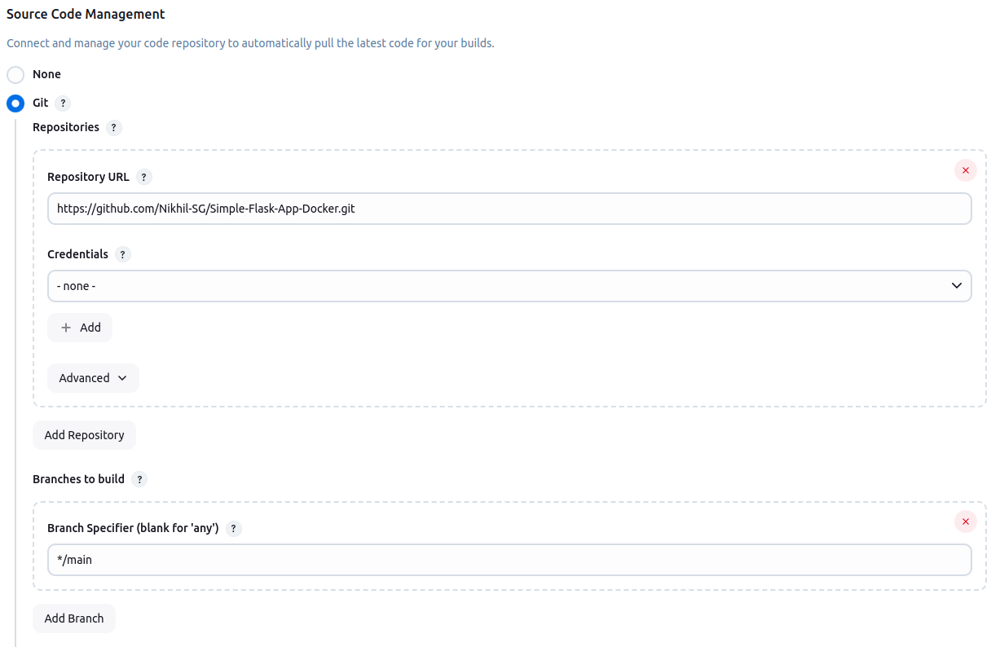 Source Code Management
Connect and manage your code repository to automatically pull the latest code for your builds.
None
Git ?
Repositories ?
Repository URL ?
https://github.com/Nikhil-SG/Simple-Flask-App-Docker.git
Credentials ?
- none -
+ Add
Advanced
Add Repository
Branches to build ?
Branch Specifier (blank for 'any') ?
*/main
Add Branch